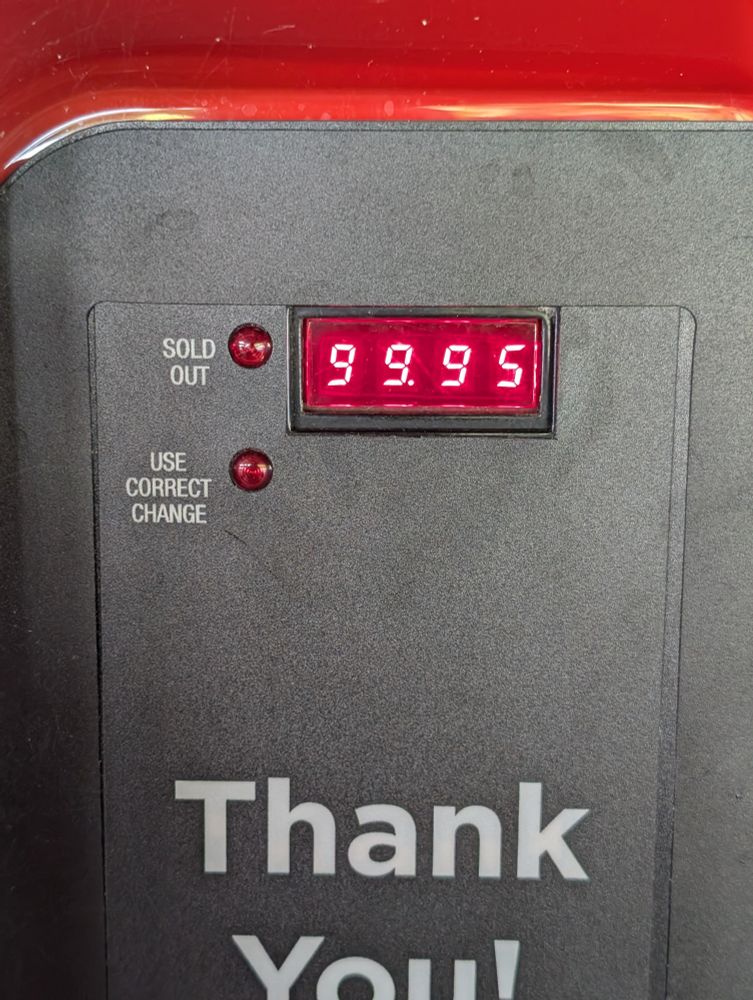 SOLD
OUT
99.95
USE
CORRECT
CHANGE
Thank
You!